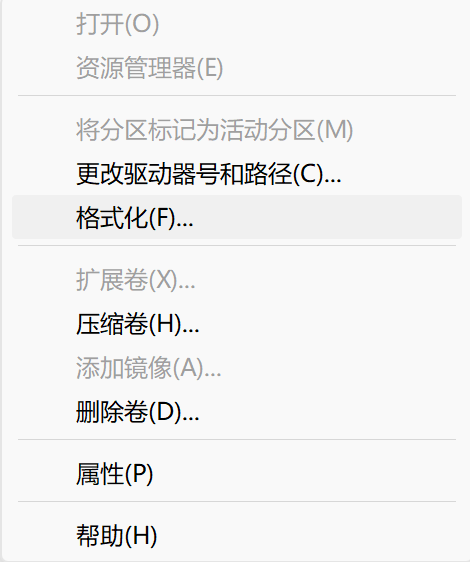 打开(O)
资源管理器(E)
将分区标记为活动分区(M)
更改驱动器号和路径(C)...
格式化(F)...
扩展卷(X)...
压缩卷(H)...
添加镜像(A)...
删除卷(D)...
属性(P)
帮助(H)